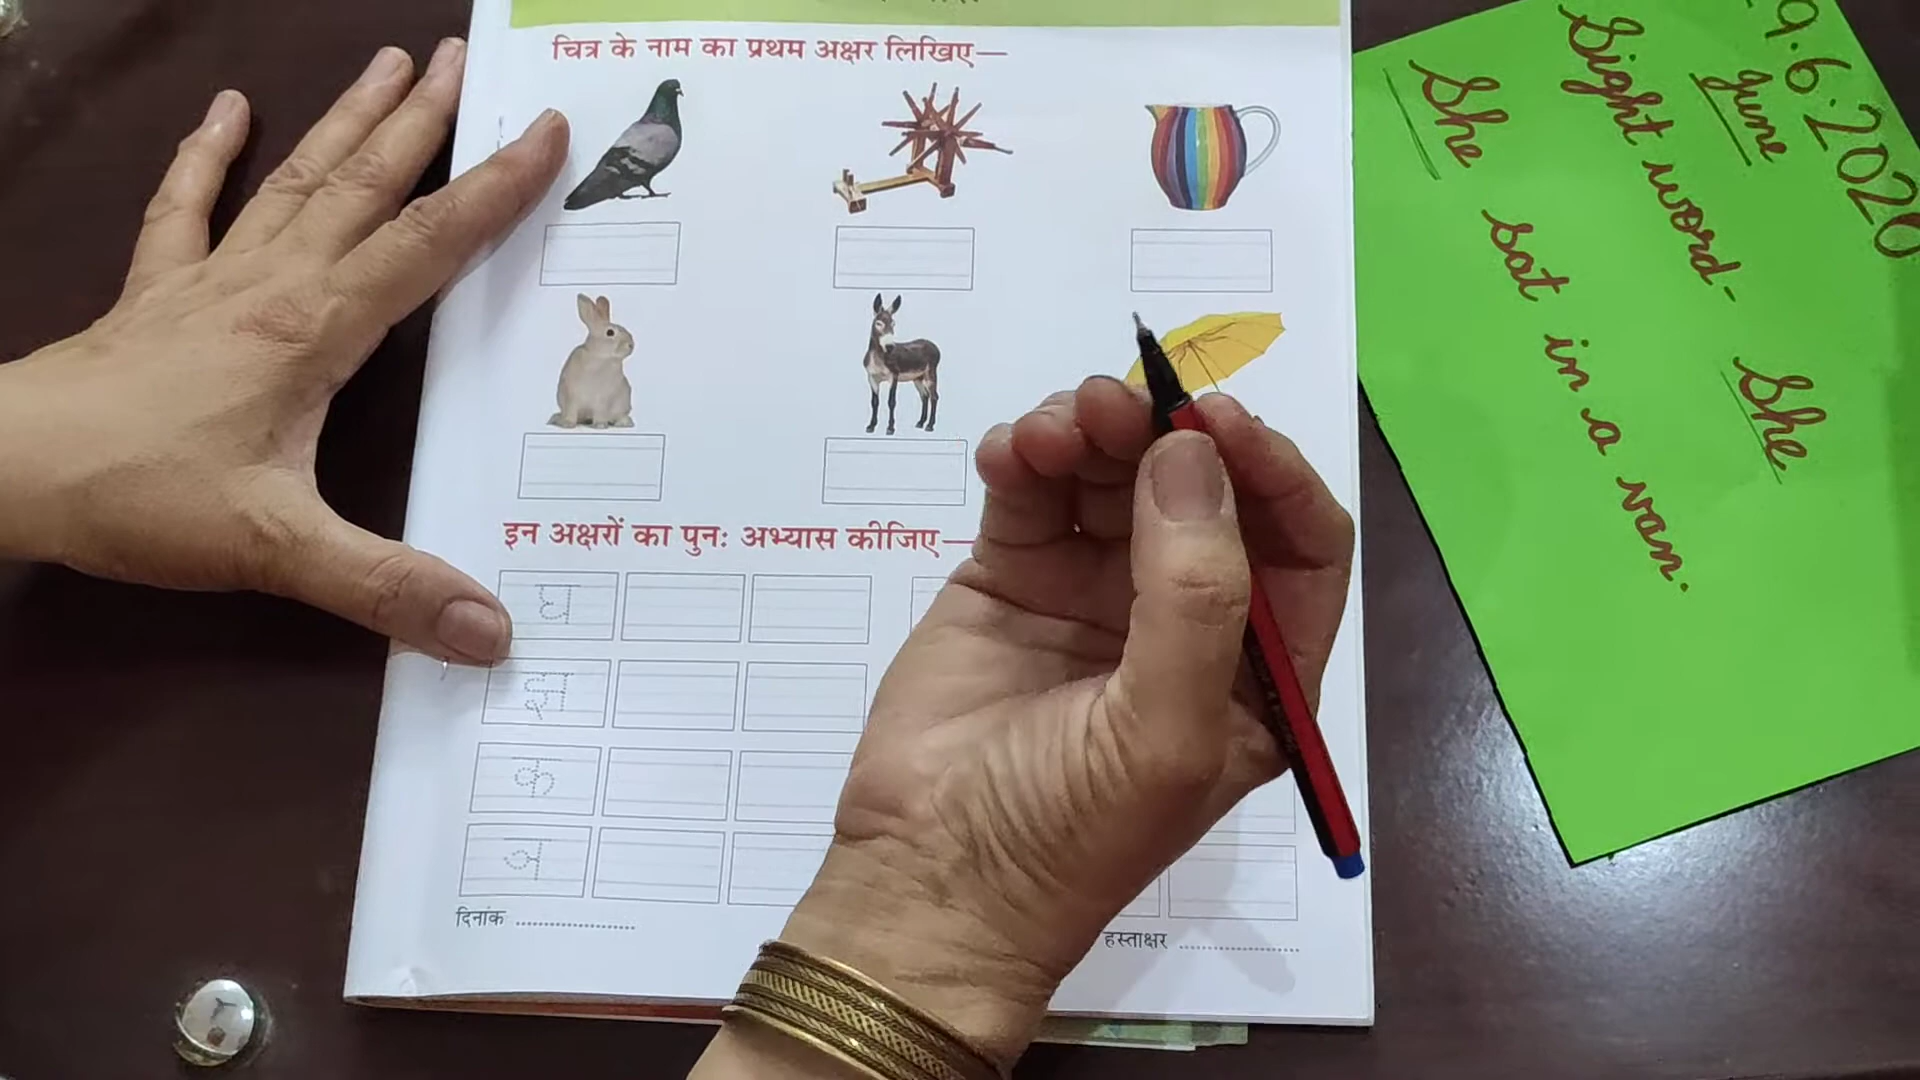 चित्र के नाम का प्रथम अक्षर लिखिए—
इन अक्षरों का पुनः अभ्यास कीजिए—
घ
झ
क
ब
दिनांक ........................
हस्ताक्षर ........................
9.6.2020
June
Sight word- She
She sat in a van.